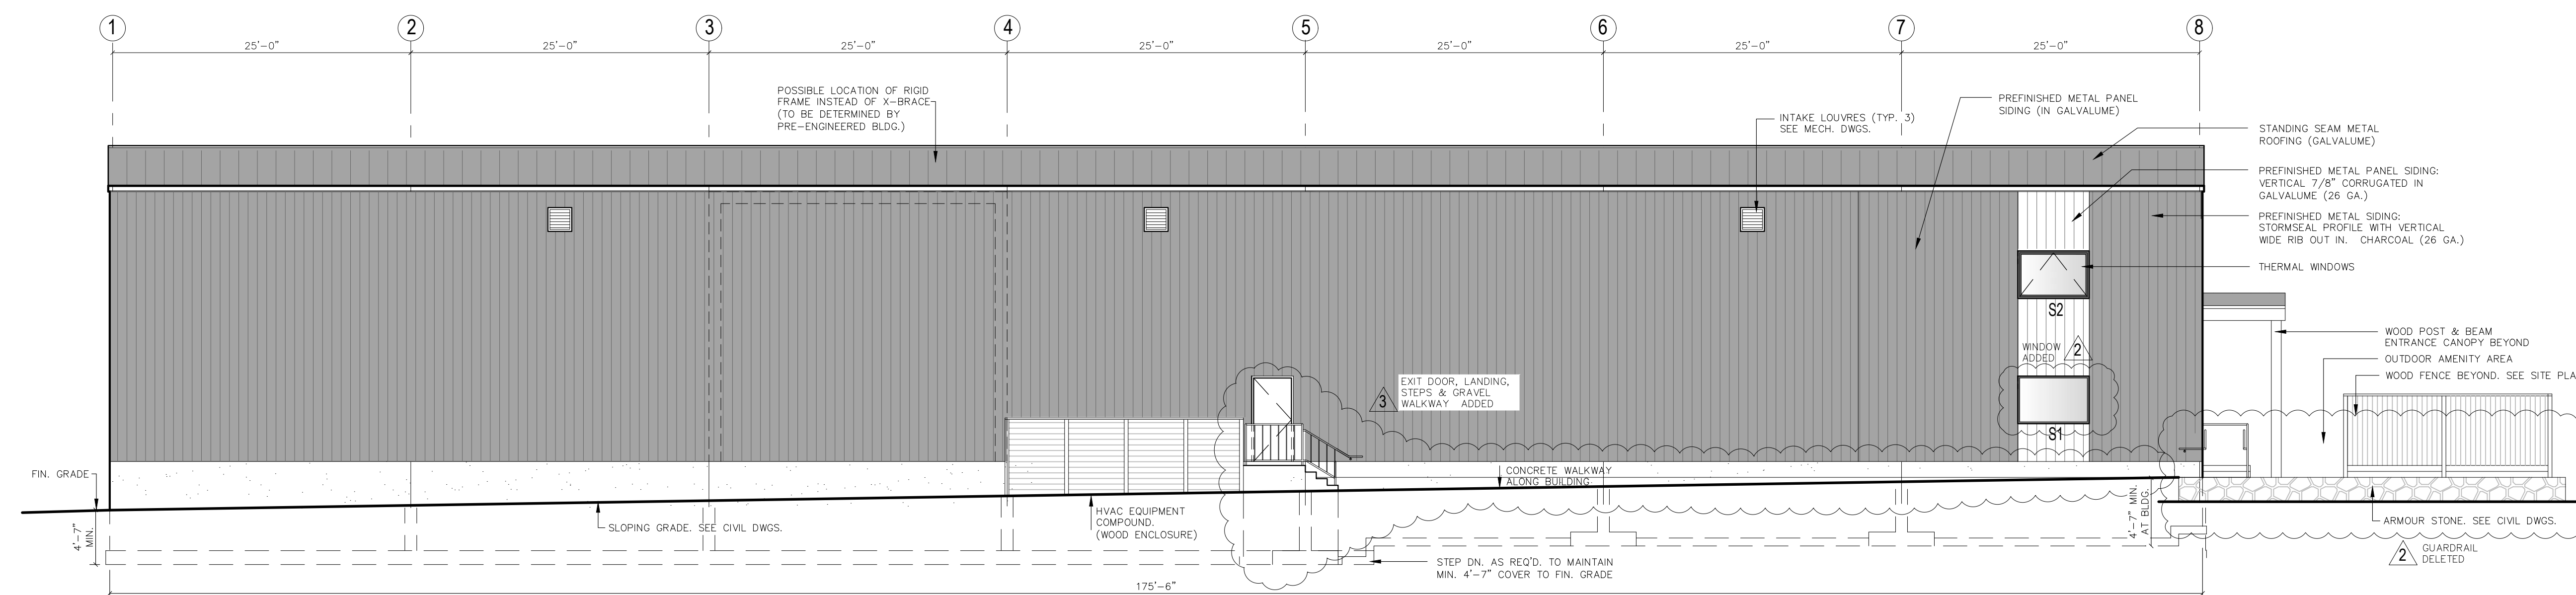 1 2 3 4 5 6 7 8
25'-0" 25'-0" 25'-0" 25'-0" 25'-0" 25'-0" 25'-0"
POSSIBLE LOCATION OF RIGID
FRAME INSTEAD OF X-BRACE
(TO BE DETERMINED BY
PRE-ENGINEERED BLDG.)
INTAKE LOUVRES (TYP. 3)
SEE MECH. DWGS.
PREFINISHED METAL PANEL
SIDING (IN GALVALUME)
STANDING SEAM METAL
ROOFING (GALVALUME)
PREFINISHED METAL PANEL SIDING:
VERTICAL 7/8" CORRUGATED IN
GALVALUME (26 GA.)
PREFINISHED METAL SIDING:
STORMSEAL PROFILE WITH VERTICAL
WIDE RIB OUT IN. CHARCOAL (26 GA.)
THERMAL WINDOWS
S2
WINDOW
ADDED
2
S1
WOOD POST & BEAM
ENTRANCE CANOPY BEYOND
OUTDOOR AMENITY AREA
WOOD FENCE BEYOND. SEE SITE PLA
3
EXIT DOOR, LANDING,
STEPS & GRAVEL
WALKWAY ADDED
FIN. GRADE
4'-7"
MIN.
SLOPING GRADE. SEE CIVIL DWGS.
HVAC EQUIPMENT
COMPOUND.
(WOOD ENCLOSURE)
CONCRETE WALKWAY
ALONG BUILDING
STEP DN. AS REQ'D. TO MAINTAIN
MIN. 4'-7" COVER TO FIN. GRADE
4'-7" MIN.
AT BLDG.
ARMOUR STONE. SEE CIVIL DWGS.
2
GUARDRAIL
DELETED
175'-6"